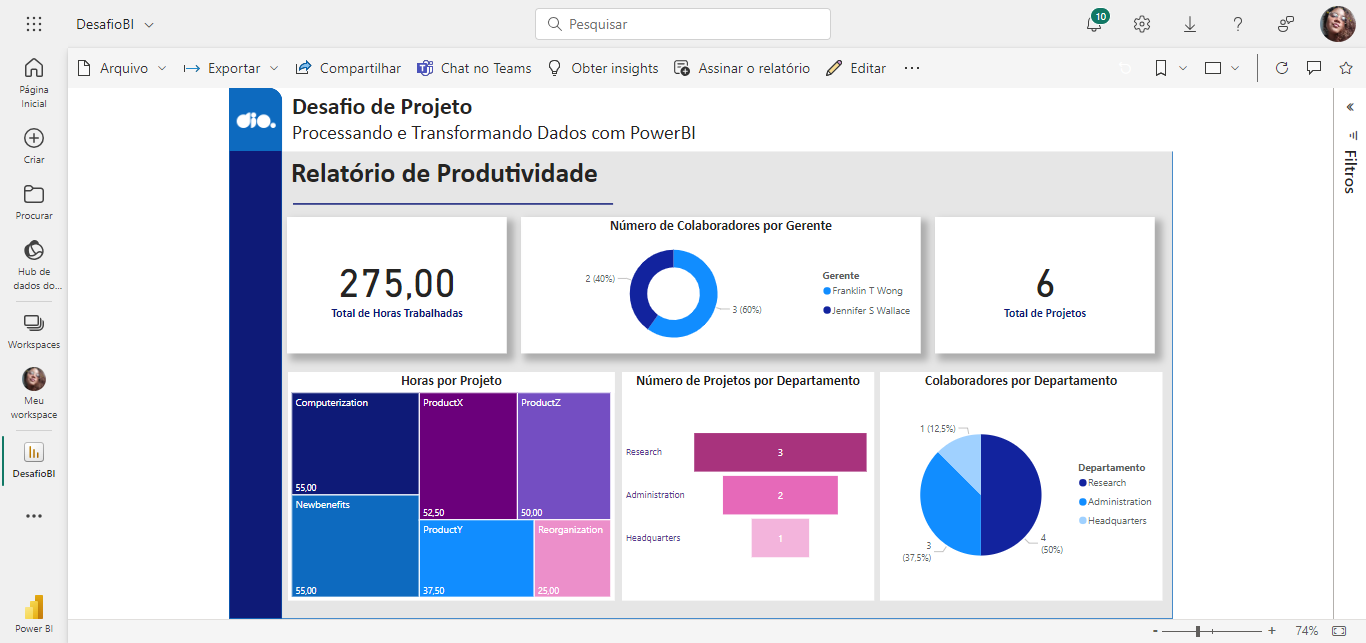 DesafioBI
Pesquisar
10
Página
Inicial
Criar
Procurar
Hub de
dados do...
Workspaces
Meu
workspace
DesafioBI
Power BI
Arquivo
Exportar
Compartilhar
Chat no Teams
Obter insights
Assinar o relatório
Editar
dio.
Desafio de Projeto
Processando e Transformando Dados com PowerBI
Relatório de Produtividade
275,00
Total de Horas Trabalhadas
Número de Colaboradores por Gerente
2 (40%)
3 (60%)
Gerente
Franklin T Wong
Jennifer S Wallace
6
Total de Projetos
Horas por Projeto
Computerization
55,00
Newbenefits
55,00
ProductX
52,50
ProductZ
50,00
ProductY
37,50
Reorganization
25,00
Número de Projetos por Departamento
Research
3
Administration
2
Headquarters
1
Colaboradores por Departamento
1 (12,5%)
3
(37,5%)
4
(50%)
Departamento
Research
Administration
Headquarters
Filtros
74%